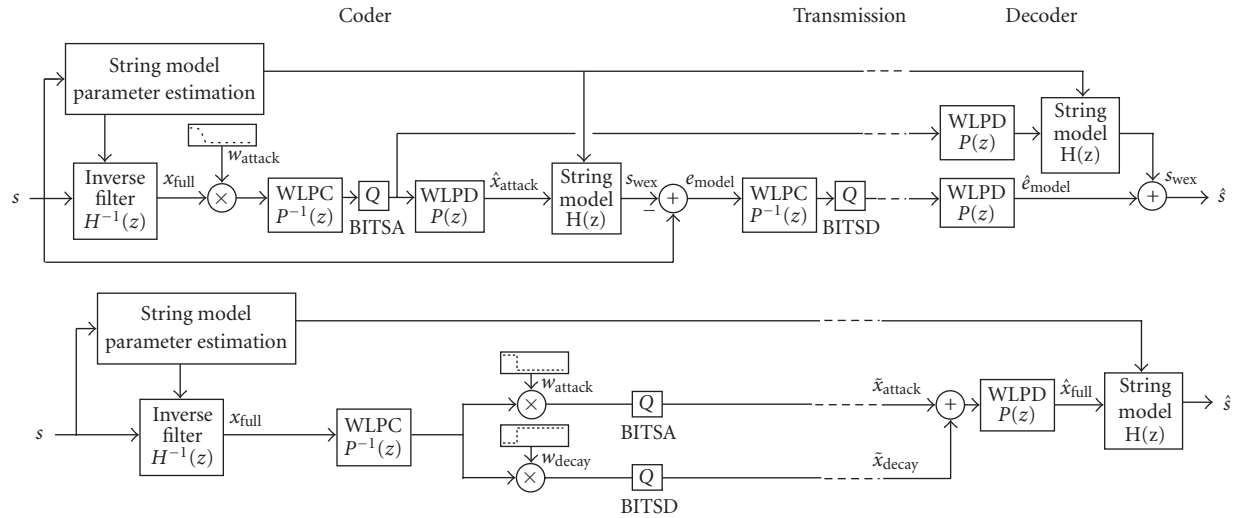 Coder Transmission Decoder
String model
parameter estimation
w_attack
s
Inverse
filter
H^{-1}(z)
x_full
×
WLPC
P^{-1}(z)
Q
BITSA
WLPD
P(z)
x̂_attack
String
model
H(z)
s_wex
−
+
e_model
WLPC
P^{-1}(z)
Q
BITSD
WLPD
P(z)
String
model
H(z)
WLPD
P(z)
ê_model
s_wex
+
ŝ
String model
parameter estimation
s
Inverse
filter
H^{-1}(z)
x_full
WLPC
P^{-1}(z)
w_attack
×
Q
BITSA
w_decay
×
Q
BITSD
x̃_attack
x̃_decay
+
WLPD
P(z)
x̂_full
String
model
H(z)
ŝ